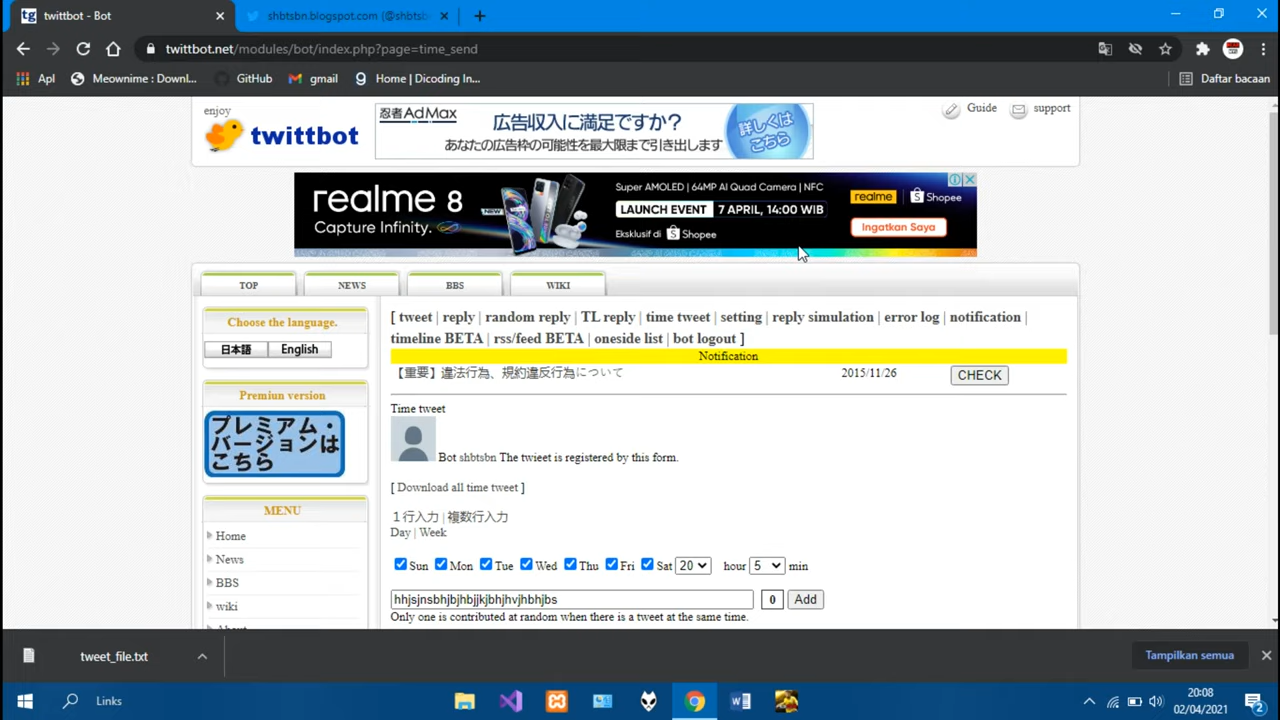 twittbot - Bot
shbtsbn.blogspot.com (@shbtsb
twittbot.net/modules/bot/index.php?page=time_send
Apl
Meownime : Downl...
GitHub
gmail
Home | Dicoding In...
Daftar bacaan
enjoy
twittbot
忍者AdMax
広告収入に満足ですか？
あなたの広告枠の可能性を最大限まで引き出します
詳しくは
こちら
Guide
support
realme 8
Capture Infinity.
NEW
Super AMOLED | 64MP AI Quad Camera | NFC
LAUNCH EVENT 7 APRIL, 14:00 WIB
Eksklusif di Shopee
realme Shopee
Ingatkan Saya
TOP
NEWS
BBS
WIKI
Choose the language.
日本語
English
Premiun version
プレミアム・
バージョンは
こちら
MENU
Home
News
BBS
wiki
About
[ tweet | reply | random reply | TL reply | time tweet | setting | reply simulation | error log | notification |
timeline BETA | rss/feed BETA | oneside list | bot logout ]
Notification
【重要】違法行為、規約違反行為について 2015/11/26 CHECK
Time tweet
Bot shbtsbn The twieet is registered by this form.
[ Download all time tweet ]
１行入力 | 複数行入力
Day | Week
Sun Mon Tue Wed Thu Fri Sat 20 hour 5 min
hhjsjnsbhjbjhbjjkjbhjhvjhbhjbs 0 Add
Only one is contributed at random when there is a tweet at the same time.
tweet_file.txt
Tampilkan semua
Links
20:08
02/04/2021
2